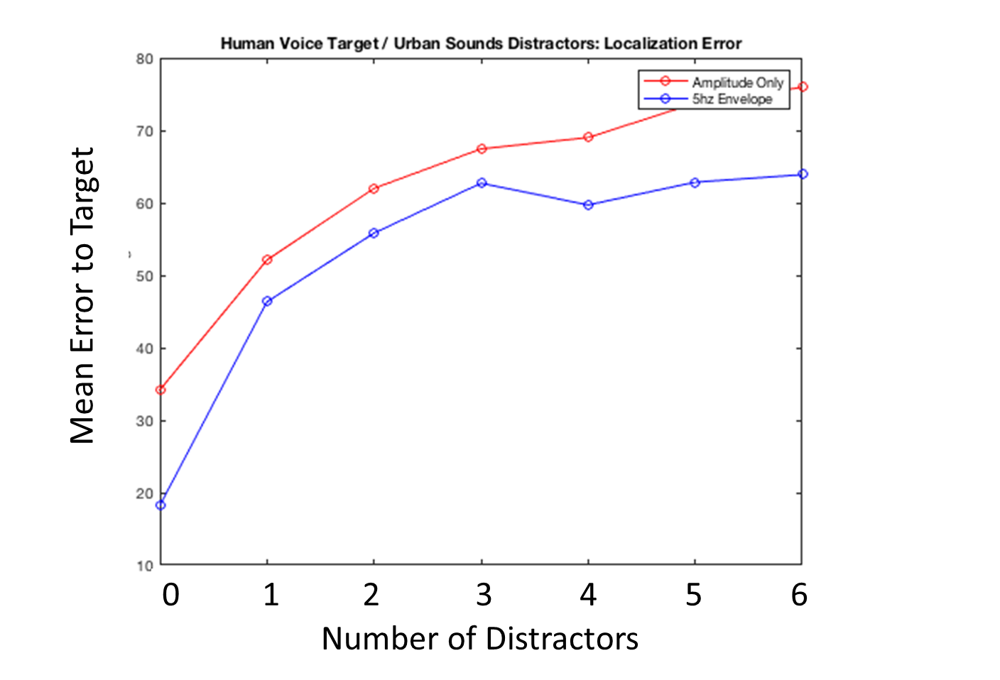 Human Voice Target / Urban Sounds Distractors: Localization Error
Amplitude Only
5hz Envelope
80
70
60
50
40
30
20
10
Mean Error to Target
0 1 2 3 4 5 6
Number of Distractors